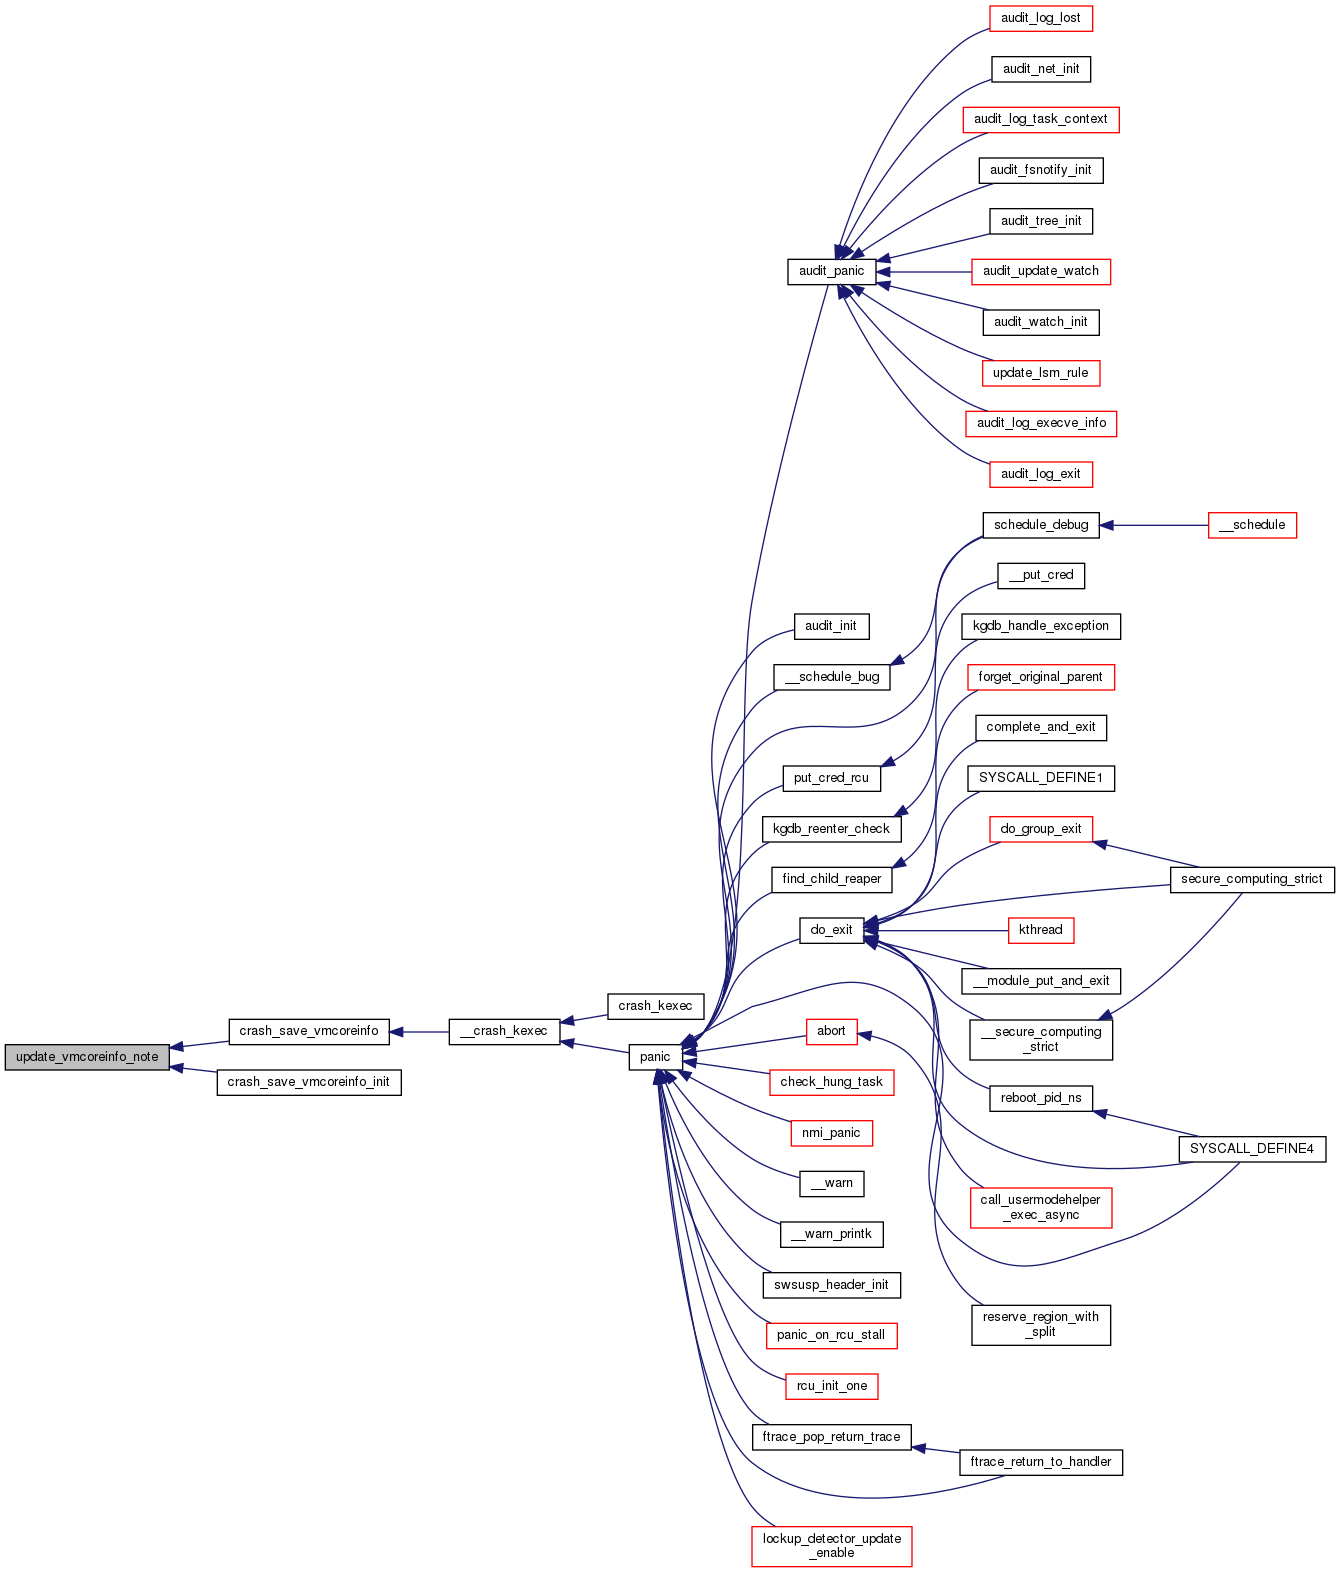 audit_log_lost
audit_net_init
audit_log_task_context
audit_fsnotify_init
audit_tree_init
audit_panic
audit_update_watch
audit_watch_init
update_lsm_rule
audit_log_execve_info
audit_log_exit
schedule_debug
__schedule
__put_cred
audit_init
kgdb_handle_exception
__schedule_bug
forget_original_parent
complete_and_exit
put_cred_rcu
SYSCALL_DEFINE1
kgdb_reenter_check
do_group_exit
find_child_reaper
secure_computing_strict
do_exit
kthread
__module_put_and_exit
crash_kexec
crash_save_vmcoreinfo
__crash_kexec
abort
__secure_computing
_strict
update_vmcoreinfo_note
panic
crash_save_vmcoreinfo_init
check_hung_task
reboot_pid_ns
nmi_panic
SYSCALL_DEFINE4
__warn
call_usermodehelper
_exec_async
__warn_printk
swsusp_header_init
reserve_region_with
_split
panic_on_rcu_stall
rcu_init_one
ftrace_pop_return_trace
ftrace_return_to_handler
lockup_detector_update
_enable